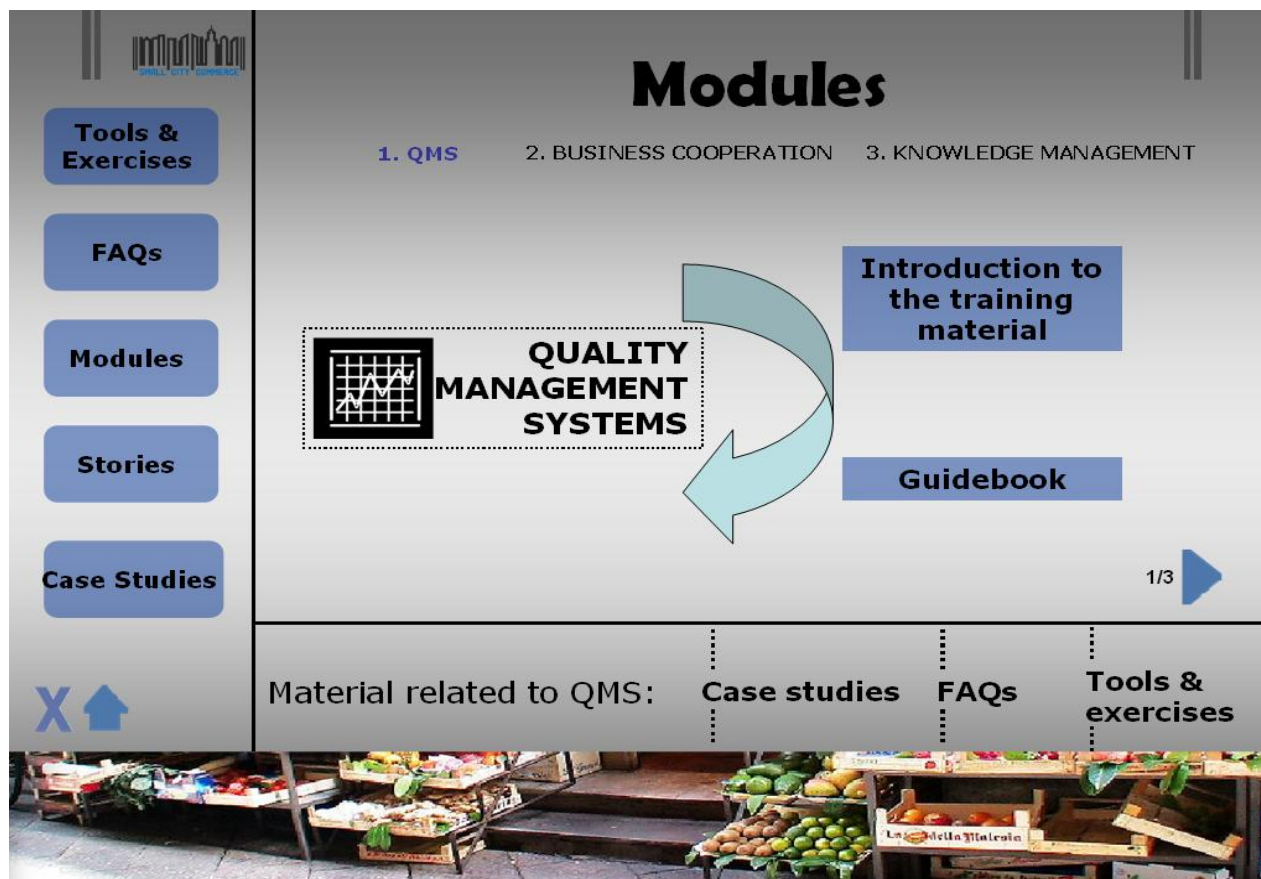 SMALL CITY COMMERCE
Modules
Tools &
Exercises
FAQs
Modules
Stories
Case Studies
1. QMS 2. BUSINESS COOPERATION 3. KNOWLEDGE MANAGEMENT
QUALITY
MANAGEMENT
SYSTEMS
Introduction to
the training
material
Guidebook
1/3
X
Material related to QMS:
Case studies
FAQs
Tools &
exercises
della Malesia